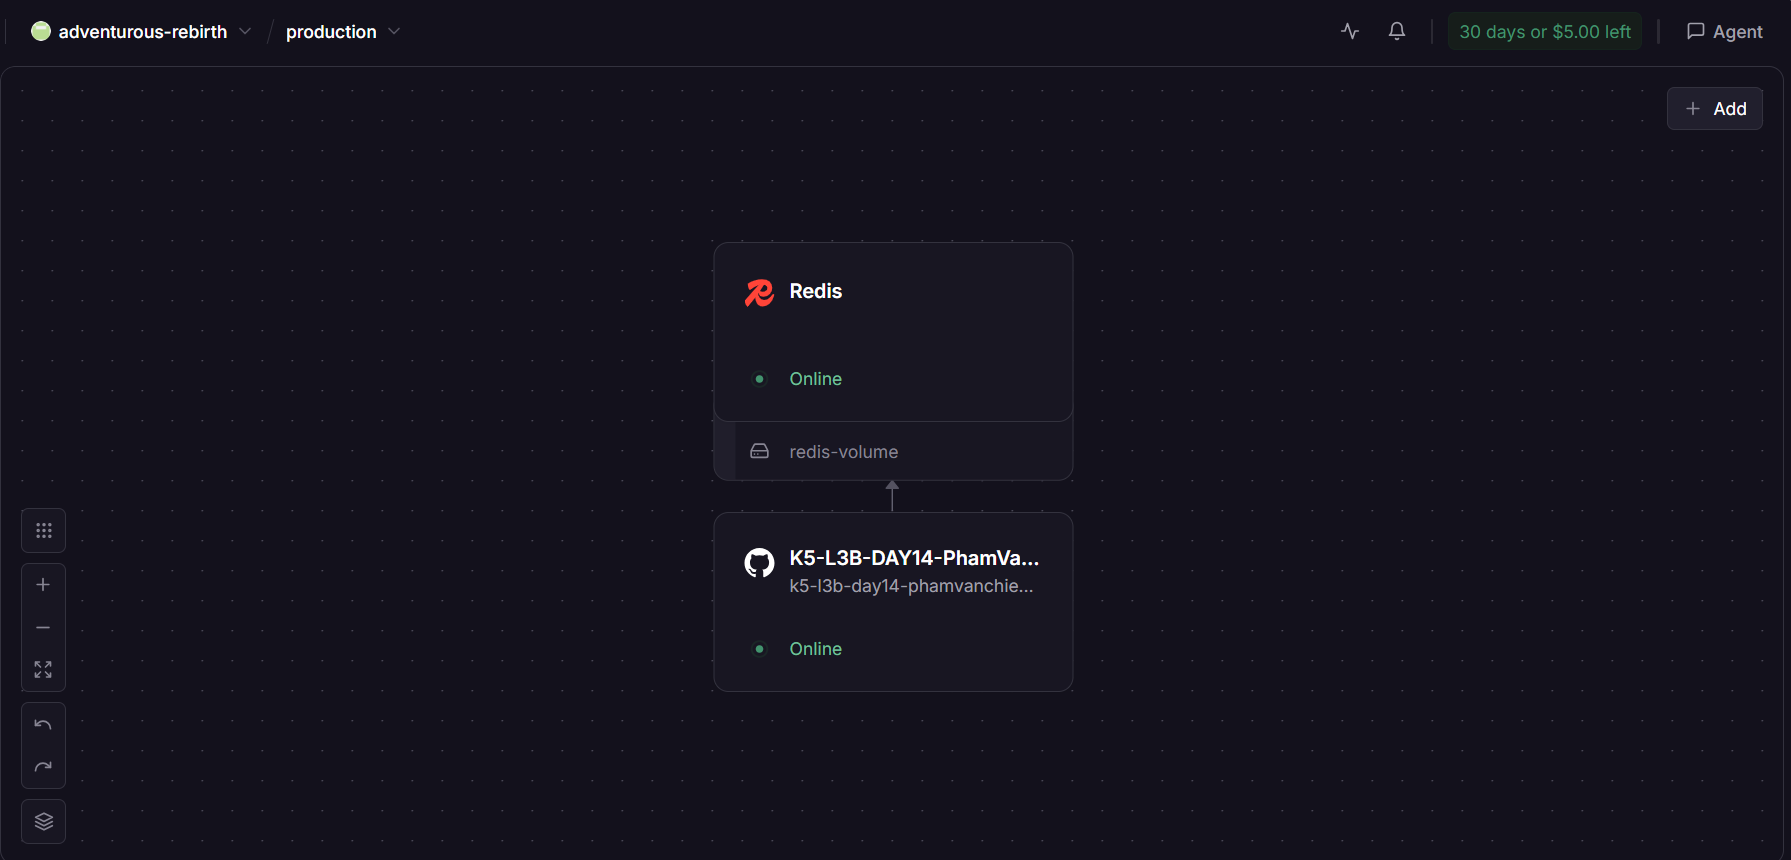 adventurous-rebirth / production
30 days or $5.00 left
Agent
+ Add
Redis
Online
redis-volume
K5-L3B-DAY14-PhamVa...
k5-l3b-day14-phamvanchie...
Online